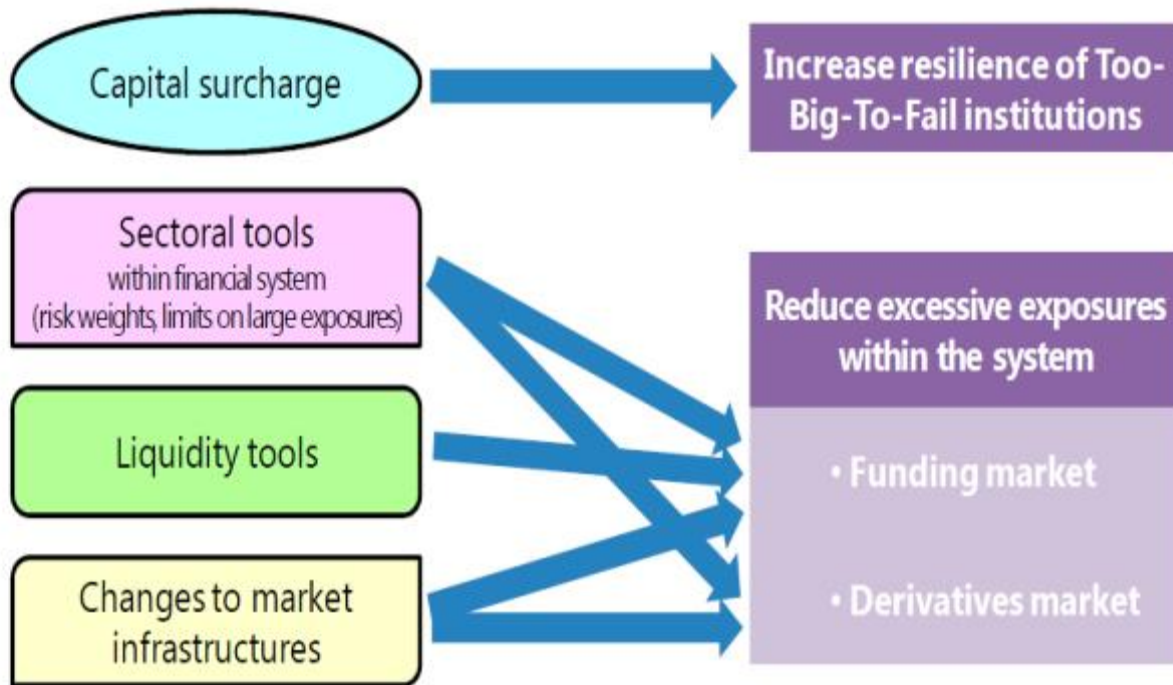 Capital surcharge
Increase resilience of Too-
Big-To-Fail institutions
Sectoral tools
within financial system
(risk weights, limits on large exposures)
Reduce excessive exposures
within the system
Liquidity tools
• Funding market
Changes to market
infrastructures
• Derivatives market